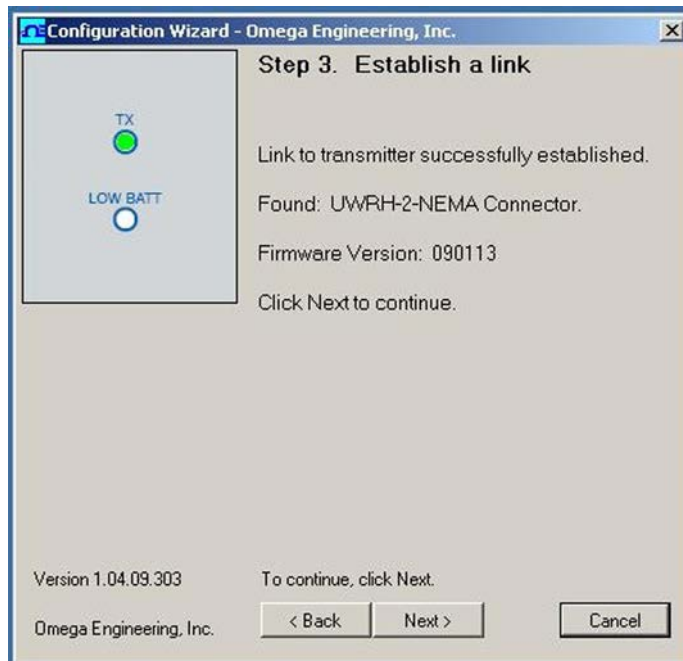 Configuration Wizard - Omega Engineering, Inc.
Step 3. Establish a link
TX
LOW BATT
Link to transmitter successfully established.
Found: UWRH-2-NEMA Connector.
Firmware Version: 090113
Click Next to continue.
Version 1.04.09.303
To continue, click Next.
Omega Engineering, Inc.
< Back
Next >
Cancel